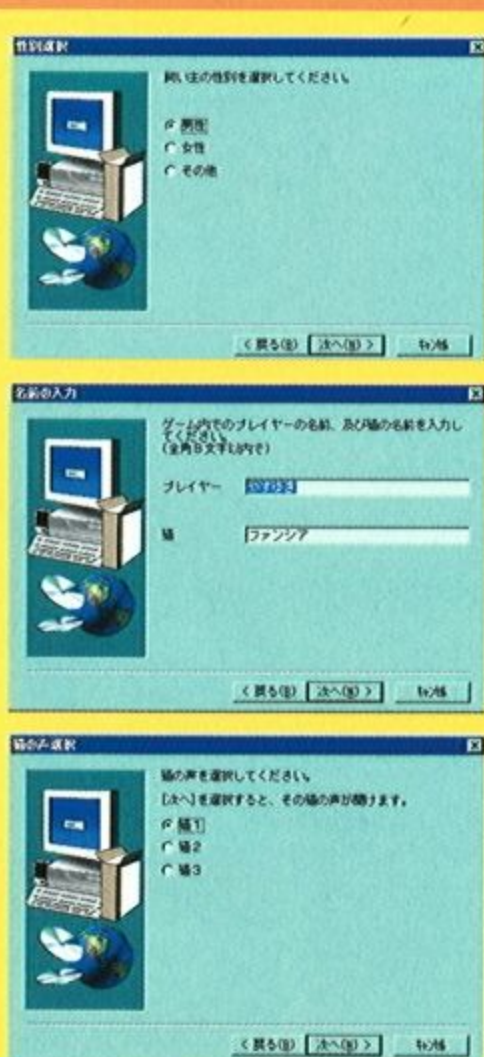 性別選択
飼い主の性別を選択してください。
男性
女性
その他
< 戻る(B)
次へ(N) >
ｷｬﾝｾﾙ
名前の入力
ゲーム内でのプレイヤーの名前、及び猫の名前を入力し
てください。
(全角8文字以内で)
プレイヤー
猫
ファンシア
< 戻る(B)
次へ(N) >
ｷｬﾝｾﾙ
猫の声選択
猫の声を選択してください。
[次へ]を選択すると、その猫の声が聞けます。
猫1
猫2
猫3
< 戻る(B)
次へ(N) >
ｷｬﾝｾﾙ